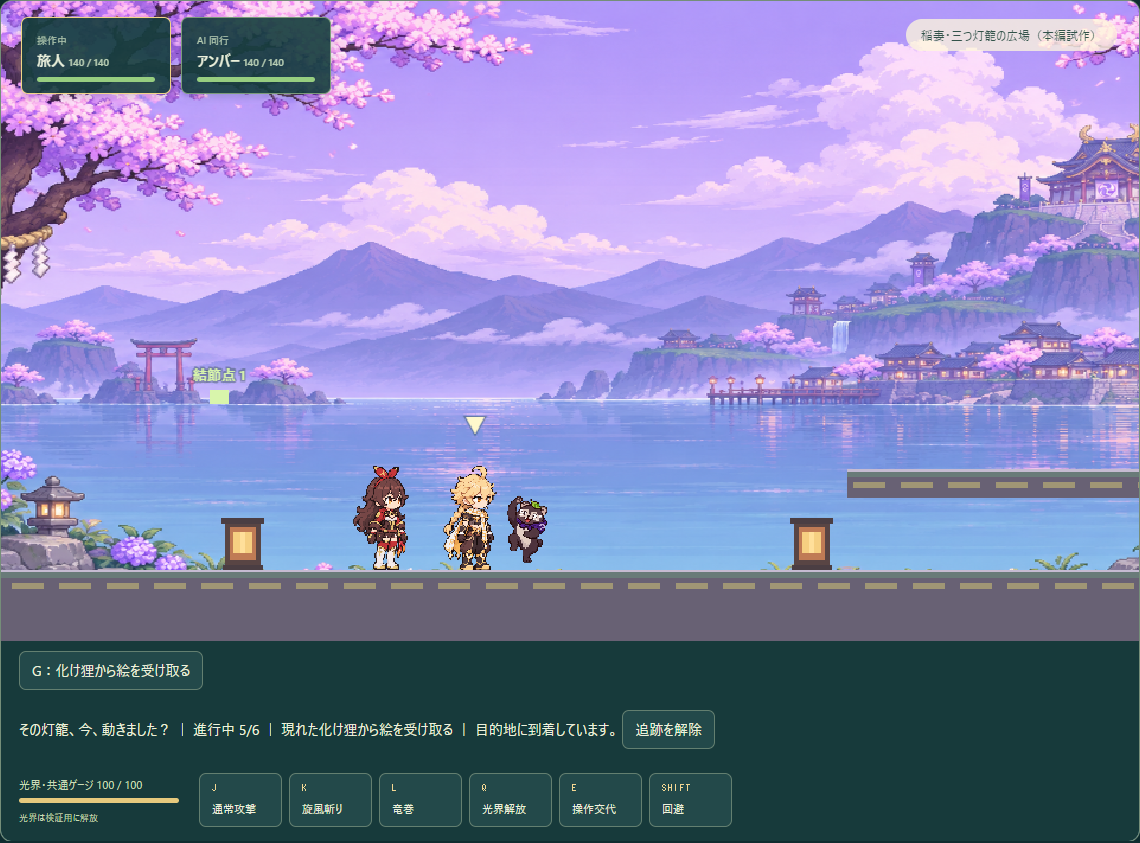 操作中
旅人 140 / 140
AI 同行
アンバー 140 / 140
稲妻・三つ灯籠の広場（本編試作）
結節点 1
G：化け狸から絵を受け取る
その灯籠、今、動きました？ ｜ 進行中 5/6 ｜ 現れた化け狸から絵を受け取る ｜ 目的地に到着しています。 追跡を解除
光界・共通ゲージ 100 / 100
光界は検証用に解放
J
通常攻撃
K
旋風斬り
L
竜巻
Q
光界解放
E
操作交代
SHIFT
回避